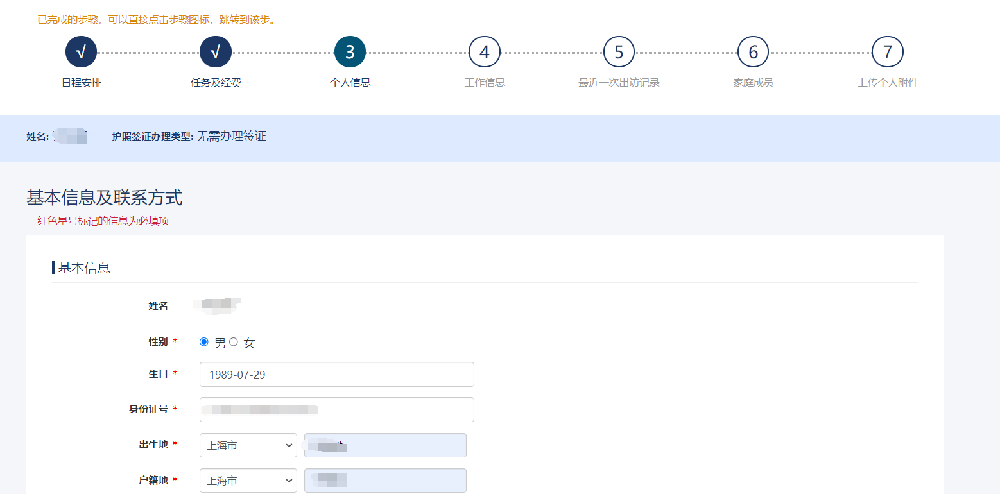 已完成的步骤，可以直接点击步骤图标，跳转到该步。
√ √ 3 4 5 6 7
日程安排 任务及经费 个人信息 工作信息 最近一次出访记录 家庭成员 上传个人附件
姓名: 护照签证办理类型: 无需办理签证
基本信息及联系方式
红色星号标记的信息为必填项
基本信息
姓名
性别 * 男 女
生日 * 1989-07-29
身份证号 *
出生地 * 上海市
户籍地 * 上海市